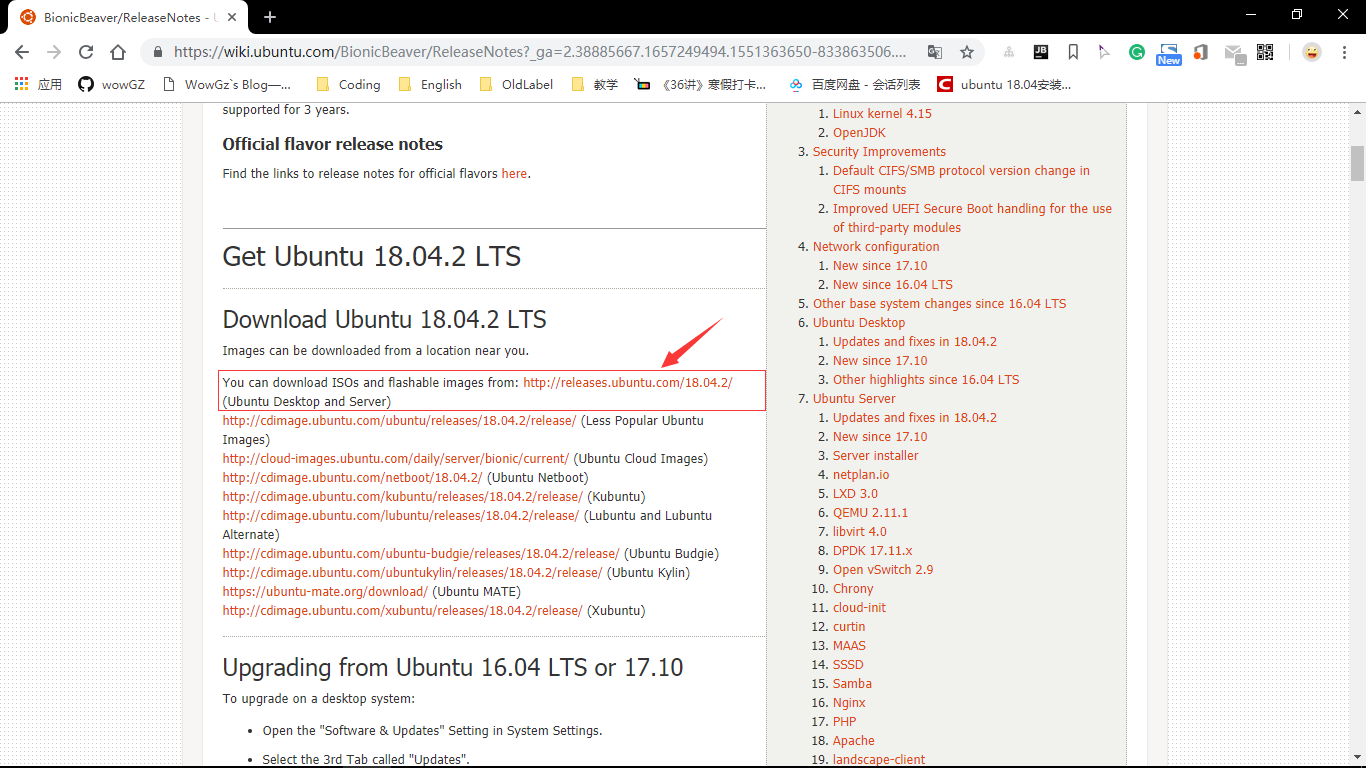 BionicBeaver/ReleaseNotes - U
https://wiki.ubuntu.com/BionicBeaver/ReleaseNotes?_ga=2.38885667.1657249494.1551363650-833863506....
JB
G
New
应用
wowGZ
WowGz`s Blog—...
Coding
English
OldLabel
教学
《36讲》寒假打卡...
百度网盘 - 会话列表
C
ubuntu 18.04安装...
supported for 3 years.
Official flavor release notes
Find the links to release notes for official flavors here.
Get Ubuntu 18.04.2 LTS
Download Ubuntu 18.04.2 LTS
Images can be downloaded from a location near you.
You can download ISOs and flashable images from: http://releases.ubuntu.com/18.04.2/
(Ubuntu Desktop and Server)
http://cdimage.ubuntu.com/ubuntu/releases/18.04.2/release/ (Less Popular Ubuntu
Images)
http://cloud-images.ubuntu.com/daily/server/bionic/current/ (Ubuntu Cloud Images)
http://cdimage.ubuntu.com/netboot/18.04.2/ (Ubuntu Netboot)
http://cdimage.ubuntu.com/kubuntu/releases/18.04.2/release/ (Kubuntu)
http://cdimage.ubuntu.com/lubuntu/releases/18.04.2/release/ (Lubuntu and Lubuntu
Alternate)
http://cdimage.ubuntu.com/ubuntu-budgie/releases/18.04.2/release/ (Ubuntu Budgie)
http://cdimage.ubuntu.com/ubuntukylin/releases/18.04.2/release/ (Ubuntu Kylin)
https://ubuntu-mate.org/download/ (Ubuntu MATE)
http://cdimage.ubuntu.com/xubuntu/releases/18.04.2/release/ (Xubuntu)
Upgrading from Ubuntu 16.04 LTS or 17.10
To upgrade on a desktop system:
• Open the "Software & Updates" Setting in System Settings.
• Select the 3rd Tab called "Updates".
1. Linux kernel 4.15
2. OpenJDK
3. Security Improvements
1. Default CIFS/SMB protocol version change in
CIFS mounts
2. Improved UEFI Secure Boot handling for the use
of third-party modules
4. Network configuration
1. New since 17.10
2. New since 16.04 LTS
5. Other base system changes since 16.04 LTS
6. Ubuntu Desktop
1. Updates and fixes in 18.04.2
2. New since 17.10
3. Other highlights since 16.04 LTS
7. Ubuntu Server
1. Updates and fixes in 18.04.2
2. New since 17.10
3. Server installer
4. netplan.io
5. LXD 3.0
6. QEMU 2.11.1
7. libvirt 4.0
8. DPDK 17.11.x
9. Open vSwitch 2.9
10. Chrony
11. cloud-init
12. curtin
13. MAAS
14. SSSD
15. Samba
16. Nginx
17. PHP
18. Apache
19. landscape-client